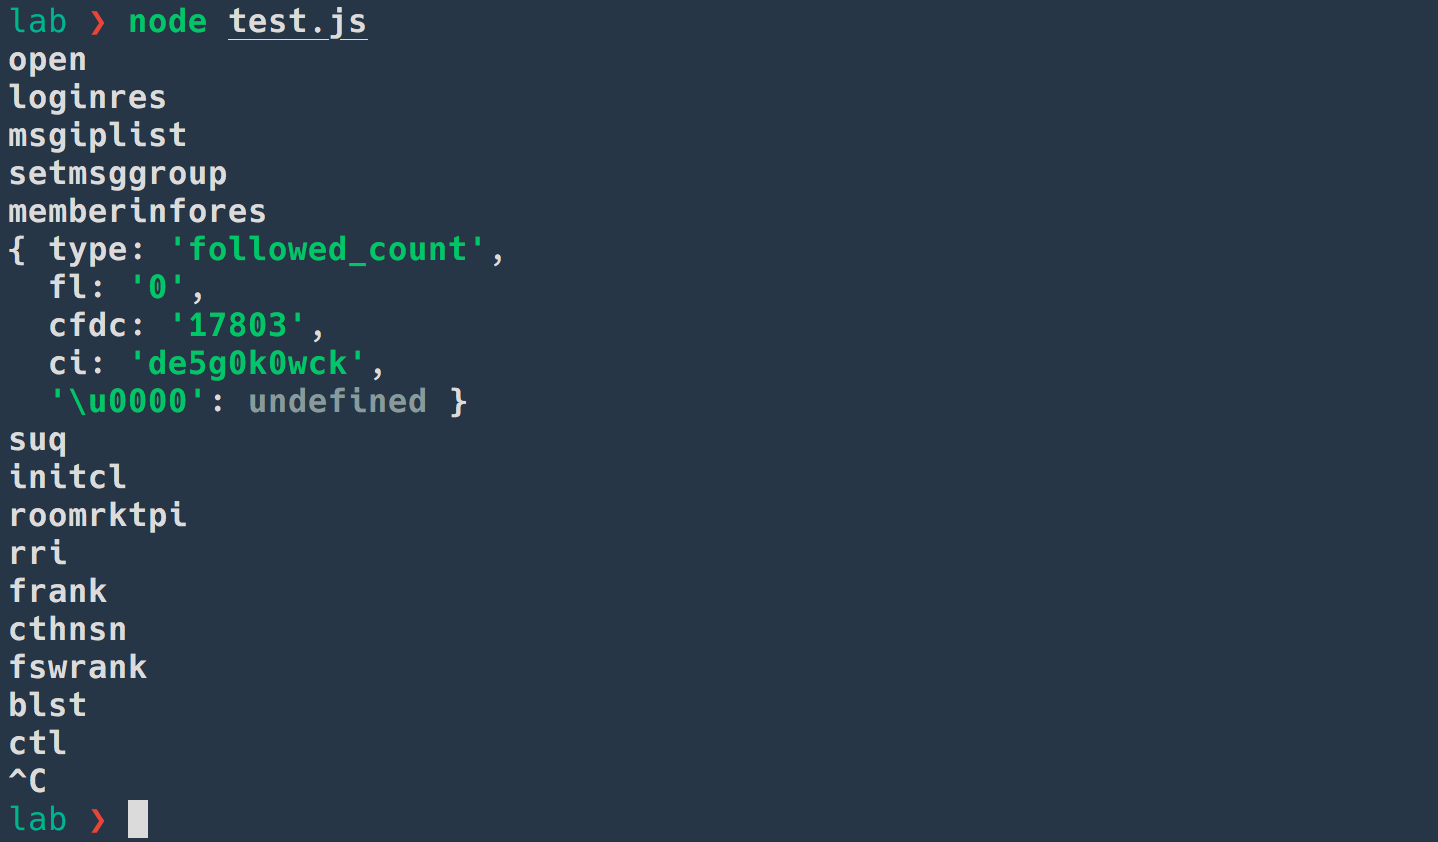 lab ❯ node test.js
open
loginres
msgiplist
setmsggroup
memberinfores
{ type: 'followed_count',
  fl: '0',
  cfdc: '17803',
  ci: 'de5g0k0wck',
  '\u0000': undefined }
suq
initcl
roomrktpi
rri
frank
cthnsn
fswrank
blst
ctl
^C
lab ❯